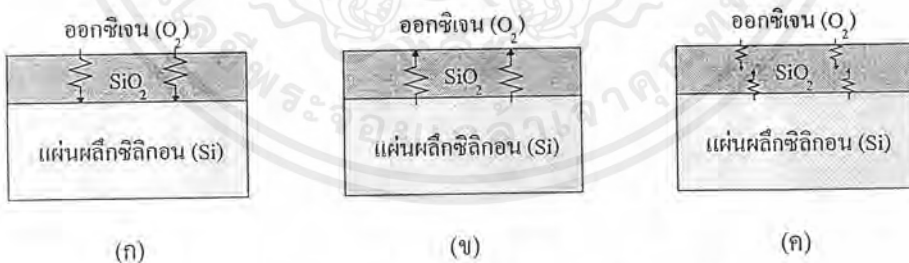 ออกซิเจน (O₂)
SiO₂
แผ่นผลึกซิลิกอน (Si)
(ก)
ออกซิเจน (O₂)
SiO₂
แผ่นผลึกซิลิกอน (Si)
(ข)
ออกซิเจน (O₂)
SiO₂
แผ่นผลึกซิลิกอน (Si)
(ค)